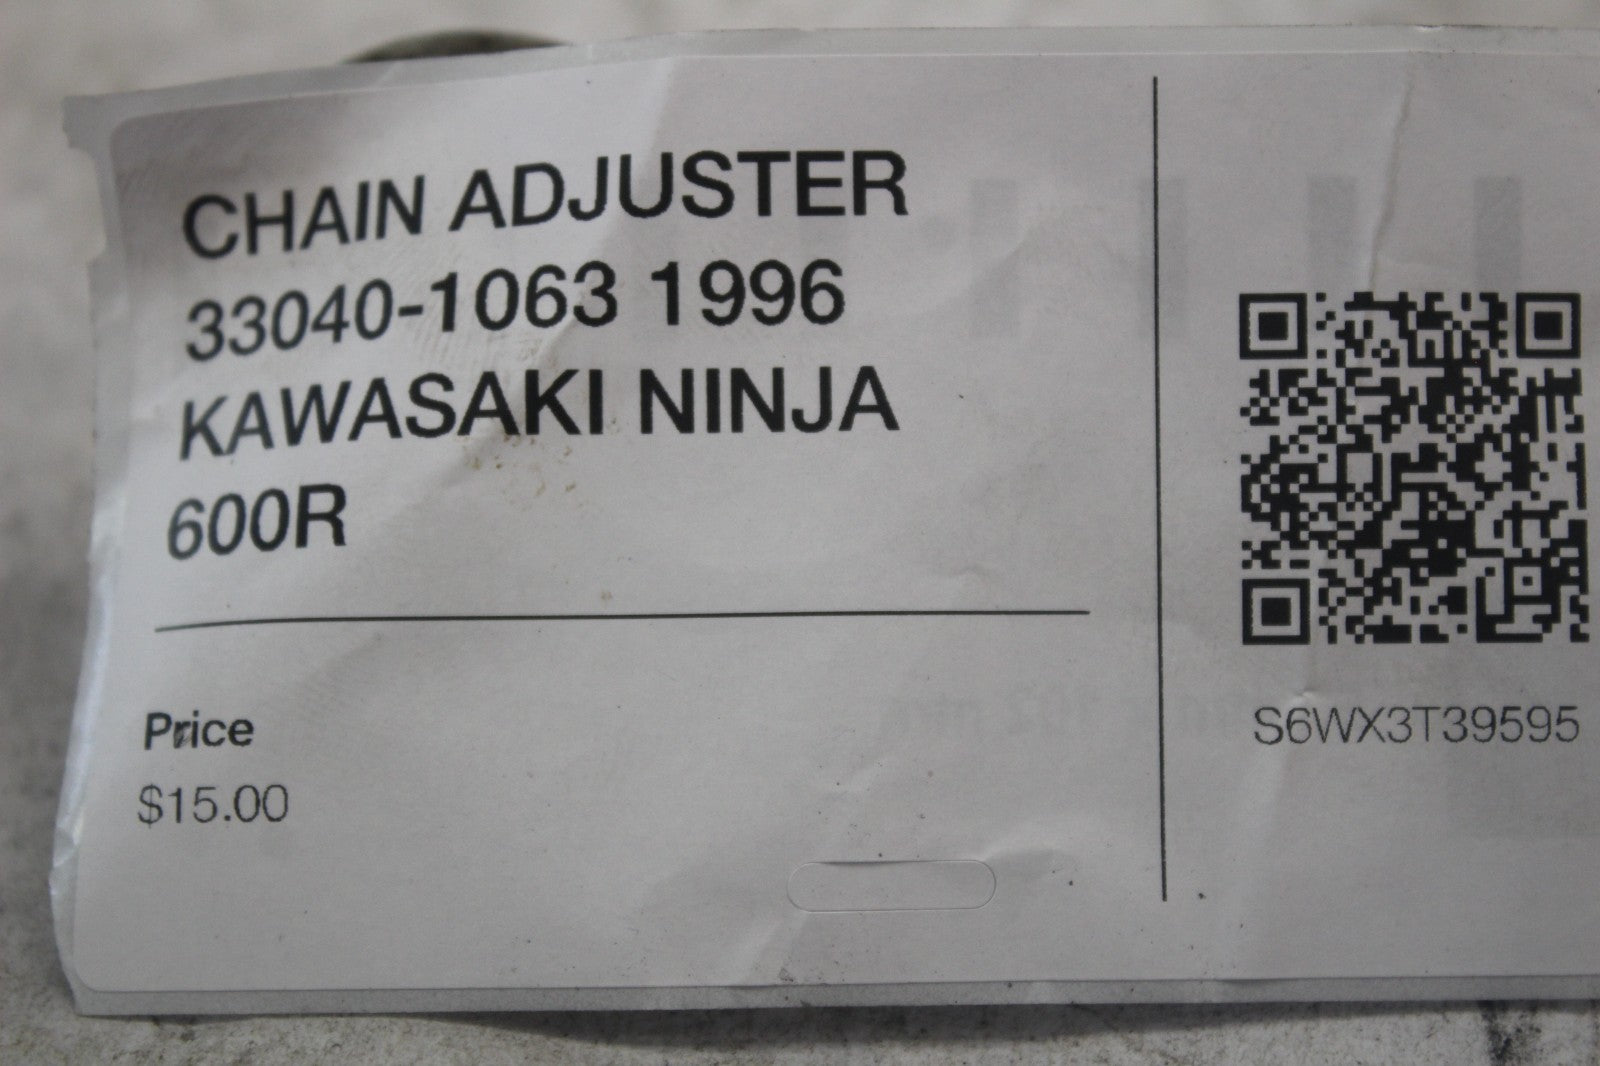 CHAIN ADJUSTER
33040-1063 1996
KAWASAKI NINJA
600R
Price
$15.00
S6WX3T39595